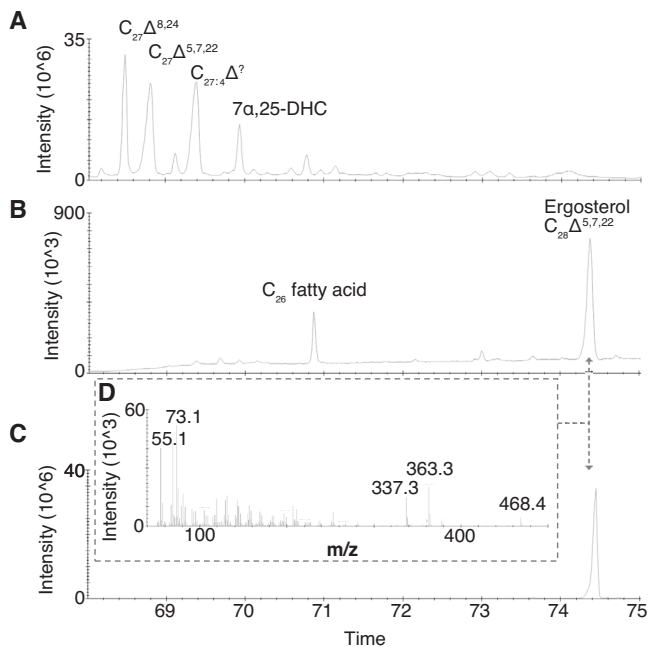 A
35
Intensity (10^6)
0
C₂₇Δ⁸,²⁴
C₂₇Δ⁵,⁷,²²
C₂₇:₄Δ?
7α,25-DHC
B
900
Intensity (10^3)
0
C₂₆ fatty acid
Ergosterol
C₂₈Δ⁵,⁷,²²
D
60
Intensity (10^3)
0
73.1
55.1
337.3
363.3
468.4
100
400
m/z
C
40
Intensity (10^6)
0
69 70 71 72 73 74 75
Time